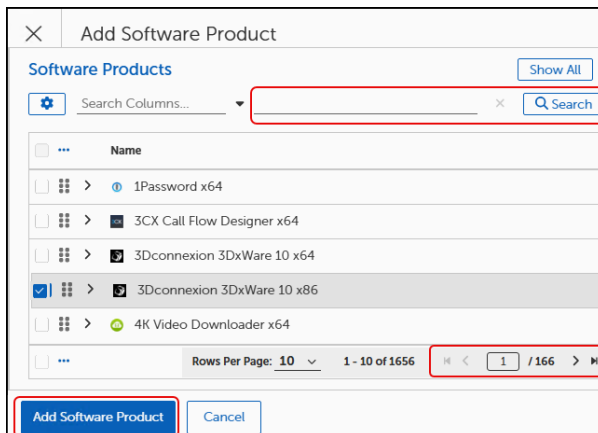 Add Software Product
Software Products
Show All
Search Columns...
Search
Name
1Password x64
3CX Call Flow Designer x64
3Dconnexion 3DxWare 10 x64
3Dconnexion 3DxWare 10 x86
4K Video Downloader x64
Rows Per Page: 10 1 - 10 of 1656 1 / 166
Add Software Product Cancel